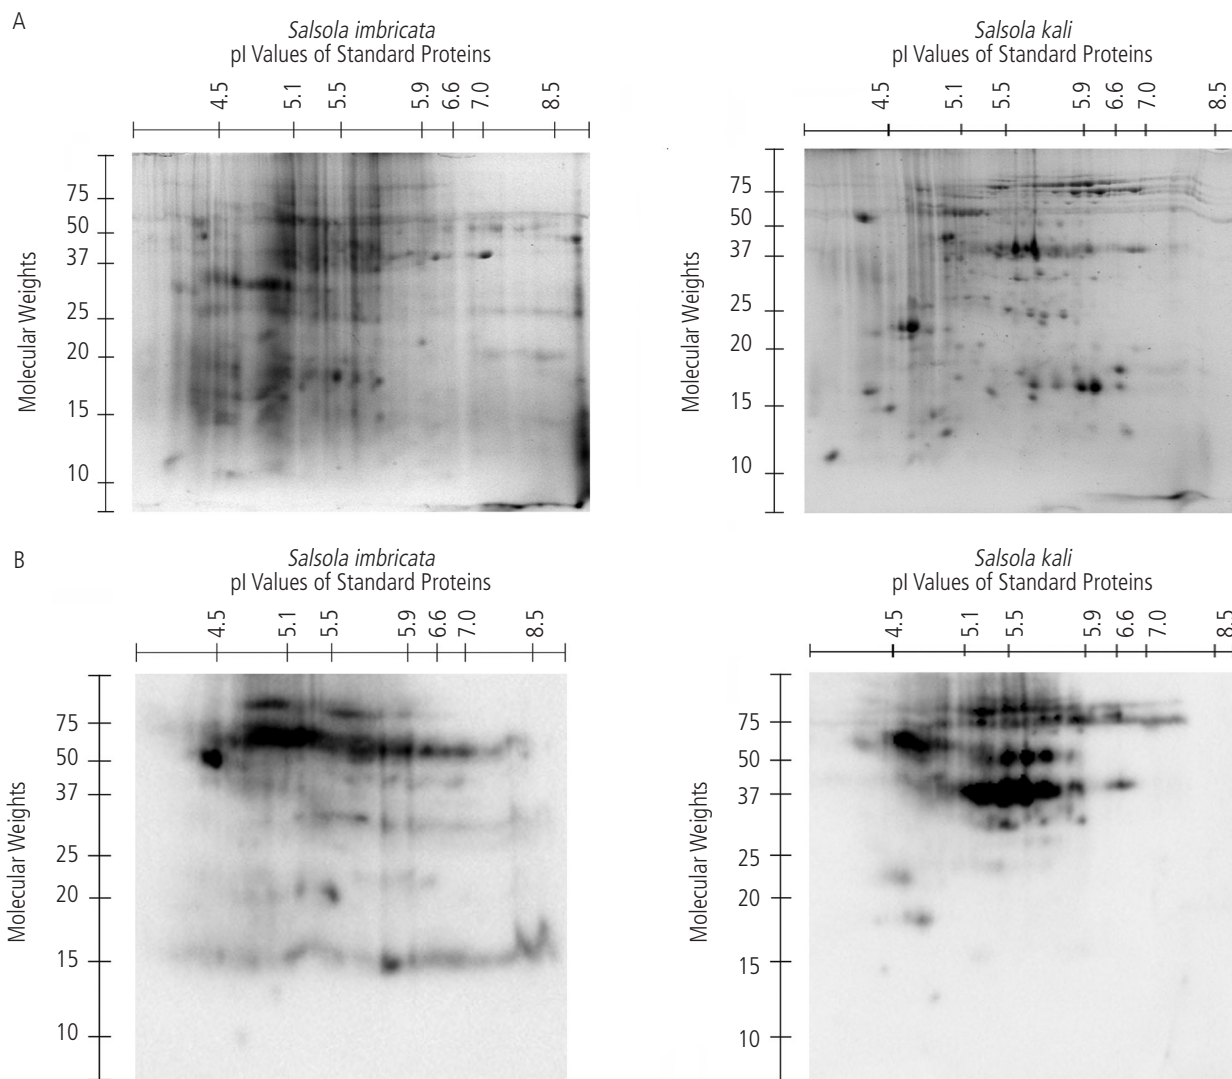 A
Salsola imbricata
pI Values of Standard Proteins
4.5 5.1 5.5 5.9 6.6 7.0 8.5
Molecular Weights
75
50
37
25
20
15
10
Salsola kali
pI Values of Standard Proteins
4.5 5.1 5.5 5.9 6.6 7.0 8.5
Molecular Weights
75
50
37
25
20
15
10
B
Salsola imbricata
pI Values of Standard Proteins
4.5 5.1 5.5 5.9 6.6 7.0 8.5
Molecular Weights
75
50
37
25
20
15
10
Salsola kali
pI Values of Standard Proteins
4.5 5.1 5.5 5.9 6.6 7.0 8.5
Molecular Weights
75
50
37
25
20
15
10